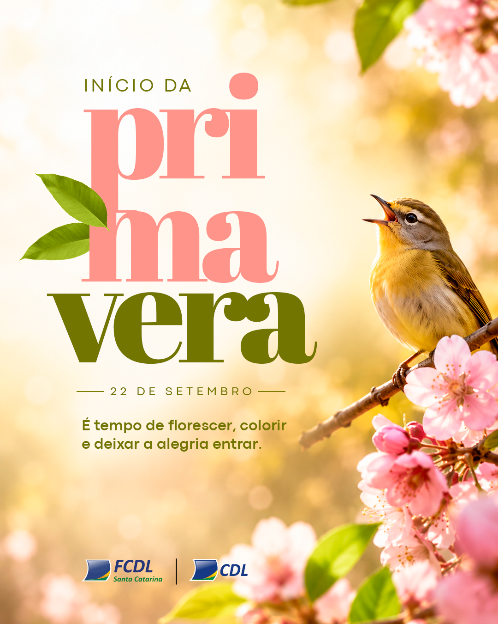 INÍCIO DA
pri
ma
vera
22 DE SETEMBRO
É tempo de florescer, colorir
e deixar a alegria entrar.
FCDL
Santa Catarina
CDL